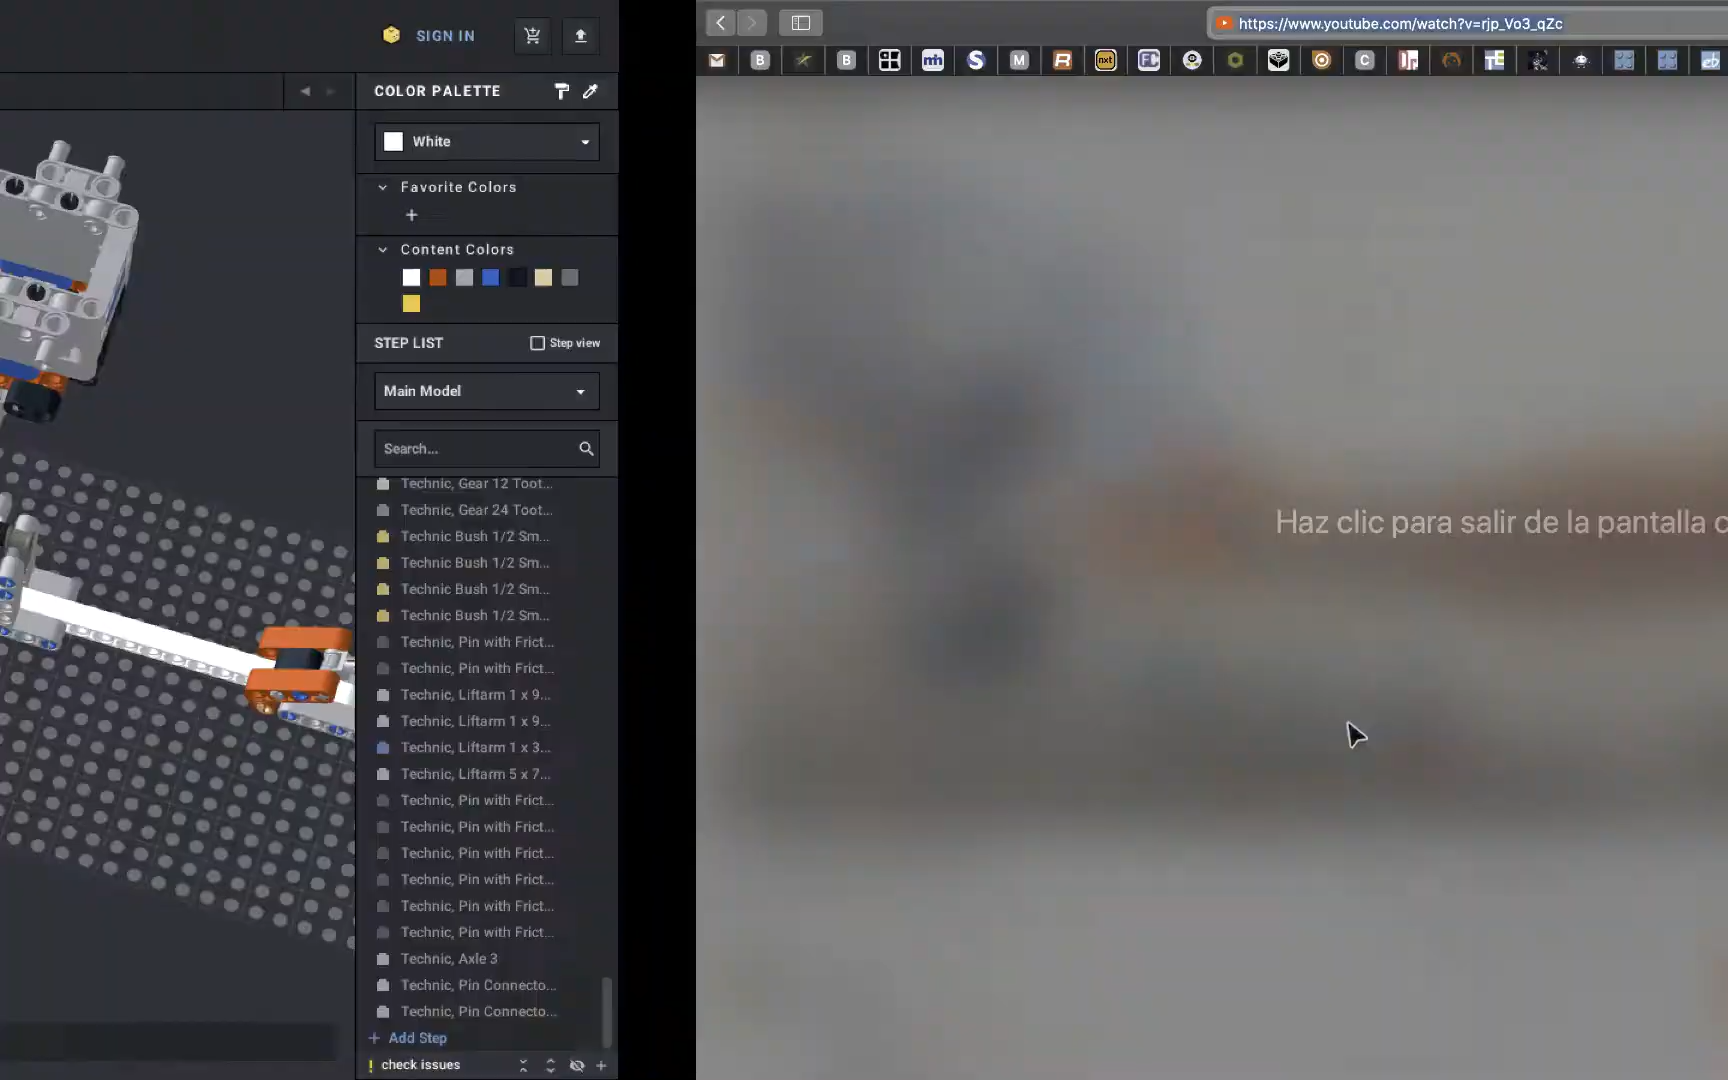 SIGN IN
COLOR PALETTE
White
Favorite Colors
Content Colors
STEP LIST
Step view
Main Model
Search...
Technic, Gear 12 Toot...
Technic, Gear 24 Toot...
Technic Bush 1/2 Sm...
Technic Bush 1/2 Sm...
Technic Bush 1/2 Sm...
Technic Bush 1/2 Sm...
Technic, Pin with Frict...
Technic, Pin with Frict...
Technic, Liftarm 1 x 9...
Technic, Liftarm 1 x 9...
Technic, Liftarm 1 x 3...
Technic, Liftarm 5 x 7...
Technic, Pin with Frict...
Technic, Pin with Frict...
Technic, Pin with Frict...
Technic, Pin with Frict...
Technic, Pin with Frict...
Technic, Pin with Frict...
Technic, Axle 3
Technic, Pin Connecto...
Technic, Pin Connecto...
+ Add Step
! check issues
https://www.youtube.com/watch?v=rjp_Vo3_qZc
B B mh S M R nxt FC C TE
Haz clic para salir de la pantalla c